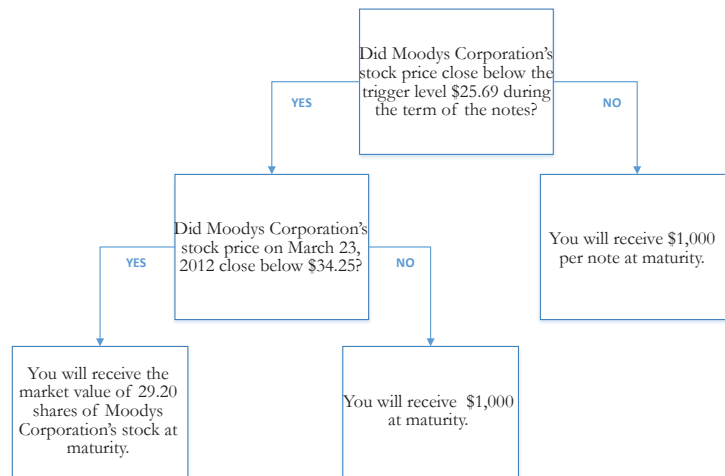 Did Moodys Corporation's
stock price close below the
trigger level $25.69 during
the term of the notes?
YES
NO
Did Moodys Corporation's
stock price on March 23,
2012 close below $34.25?
You will receive $1,000
per note at maturity.
YES
NO
You will receive the
market value of 29.20
shares of Moodys
Corporation's stock at
maturity.
You will receive $1,000
at maturity.